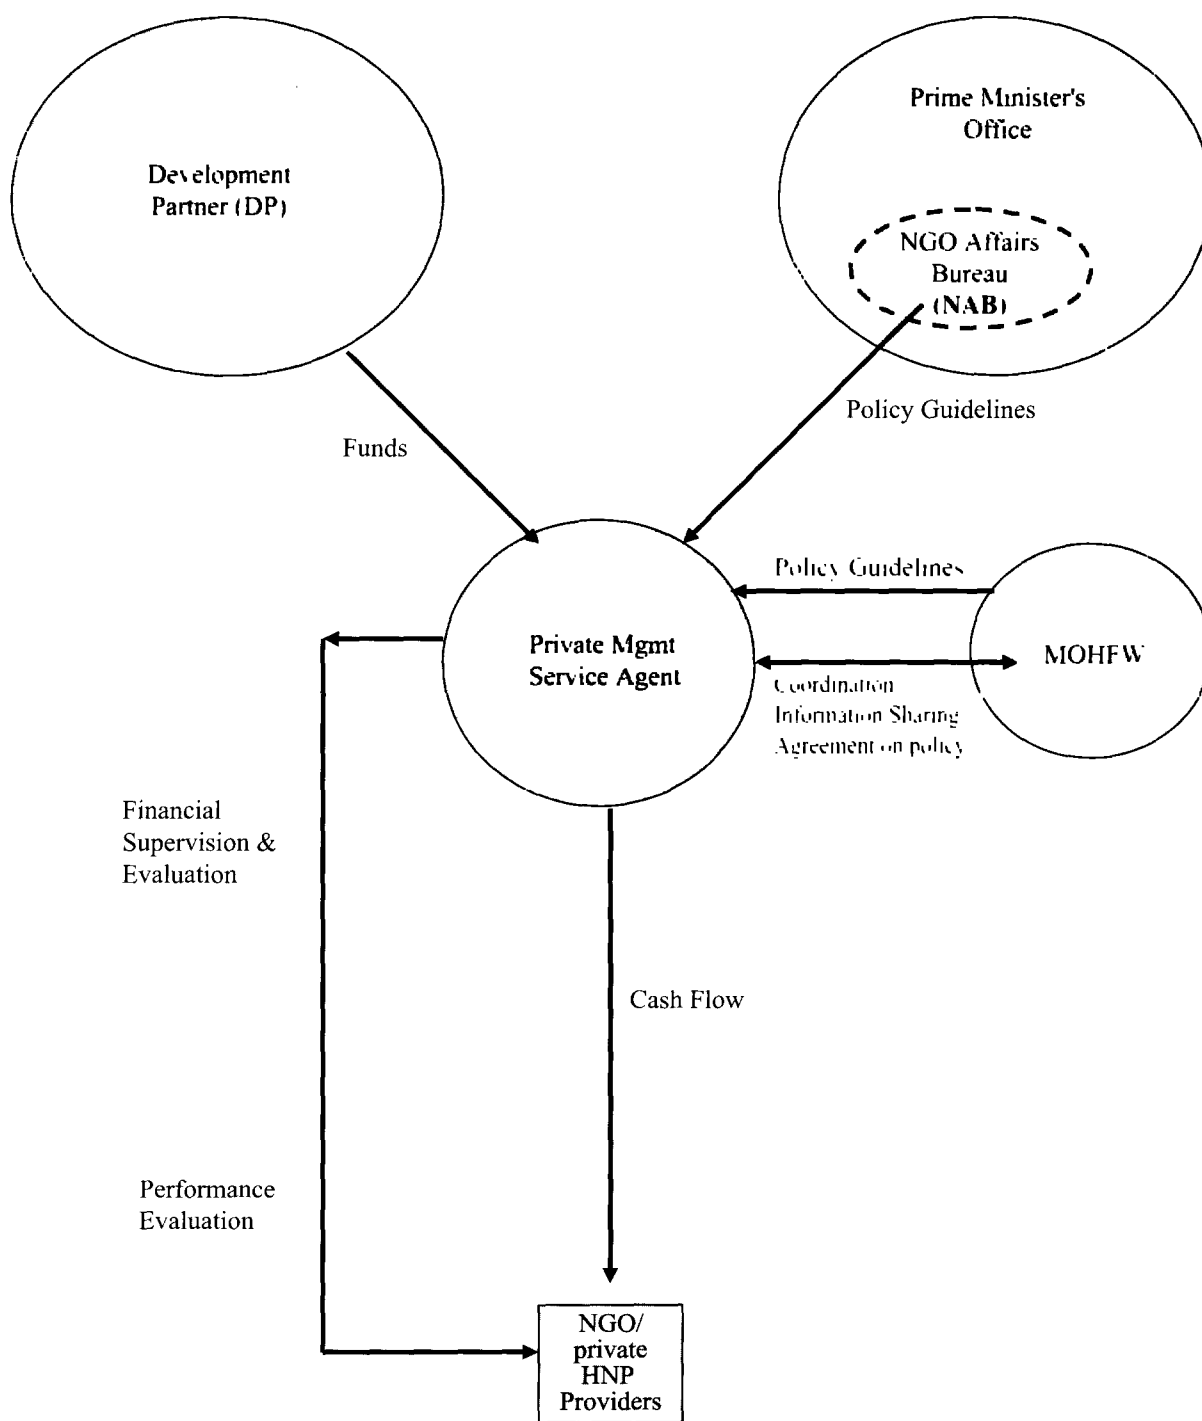 Development
Partner (DP)
Prime Minister's
Office
NGO Affairs
Bureau
(NAB)
Policy Guidelines
Funds
Policy Guidelines
Private Mgmt
Service Agent
MOHFW
Coordination
Information Sharing
Agreement on policy
Financial
Supervision &
Evaluation
Cash Flow
Performance
Evaluation
NGO/
private
HNP
Providers